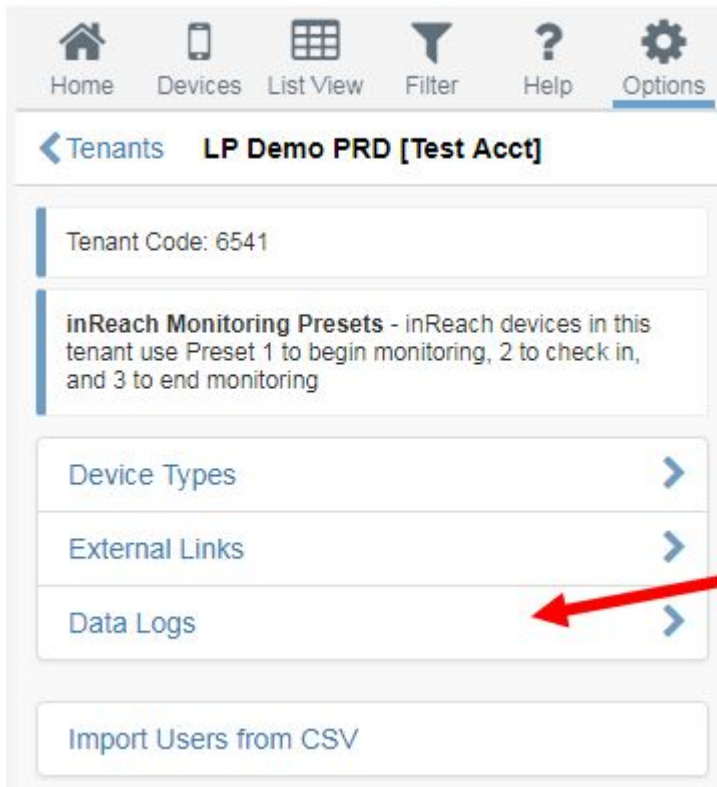 Home Devices List View Filter Help Options
Tenants LP Demo PRD [Test Acct]
Tenant Code: 6541
inReach Monitoring Presets - inReach devices in this
tenant use Preset 1 to begin monitoring, 2 to check in,
and 3 to end monitoring
Device Types
External Links
Data Logs
Import Users from CSV